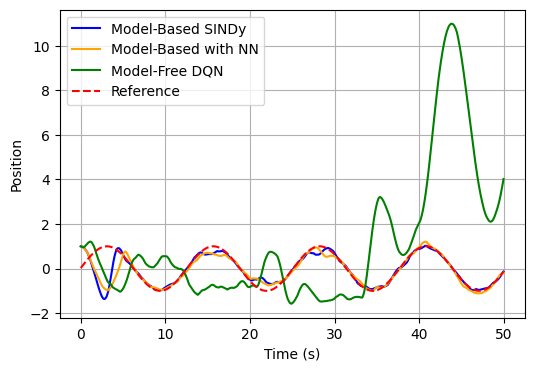 Model-Based SINDy
Model-Based with NN
Model-Free DQN
Reference
Position
10
8
6
4
2
0
−2
0
10
20
30
40
50
Time (s)